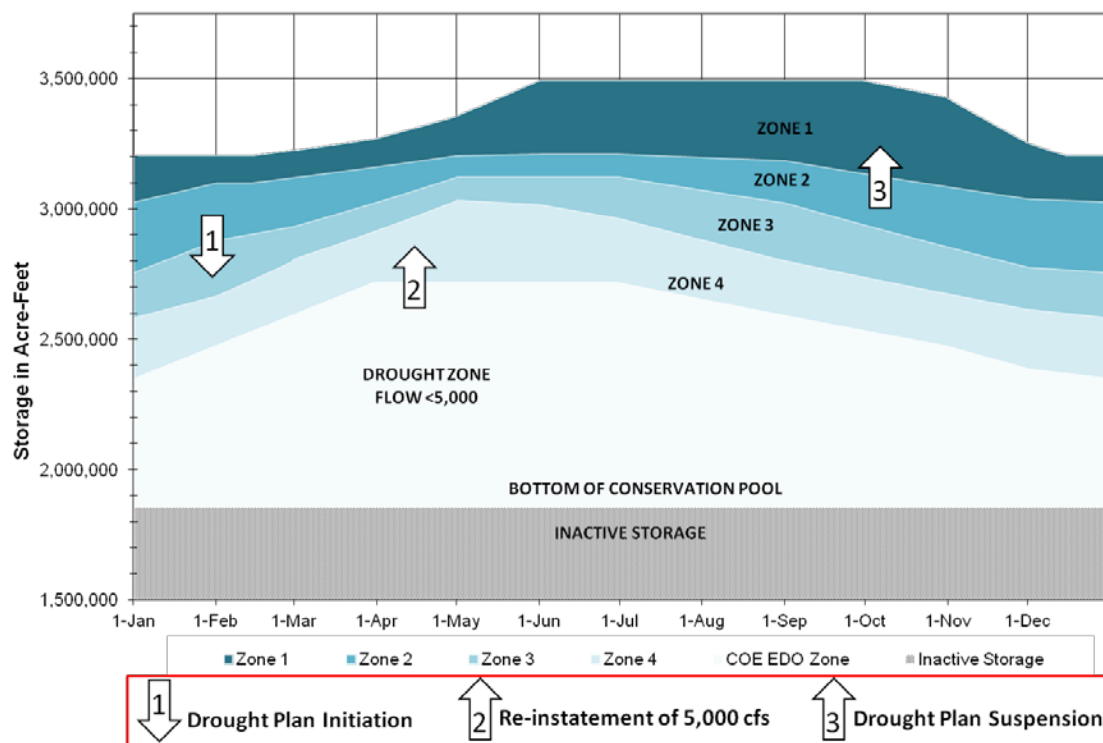 3,500,000
3,000,000
2,500,000
2,000,000
1,500,000
Storage in Acre-Feet
ZONE 1
ZONE 2
ZONE 3
ZONE 4
1
2
3
DROUGHT ZONE
FLOW <5,000
BOTTOM OF CONSERVATION POOL
INACTIVE STORAGE
1-Jan 1-Feb 1-Mar 1-Apr 1-May 1-Jun 1-Jul 1-Aug 1-Sep 1-Oct 1-Nov 1-Dec
Zone 1 Zone 2 Zone 3 Zone 4 COE EDO Zone Inactive Storage
1 Drought Plan Initiation 2 Re-instatement of 5,000 cfs 3 Drought Plan Suspension